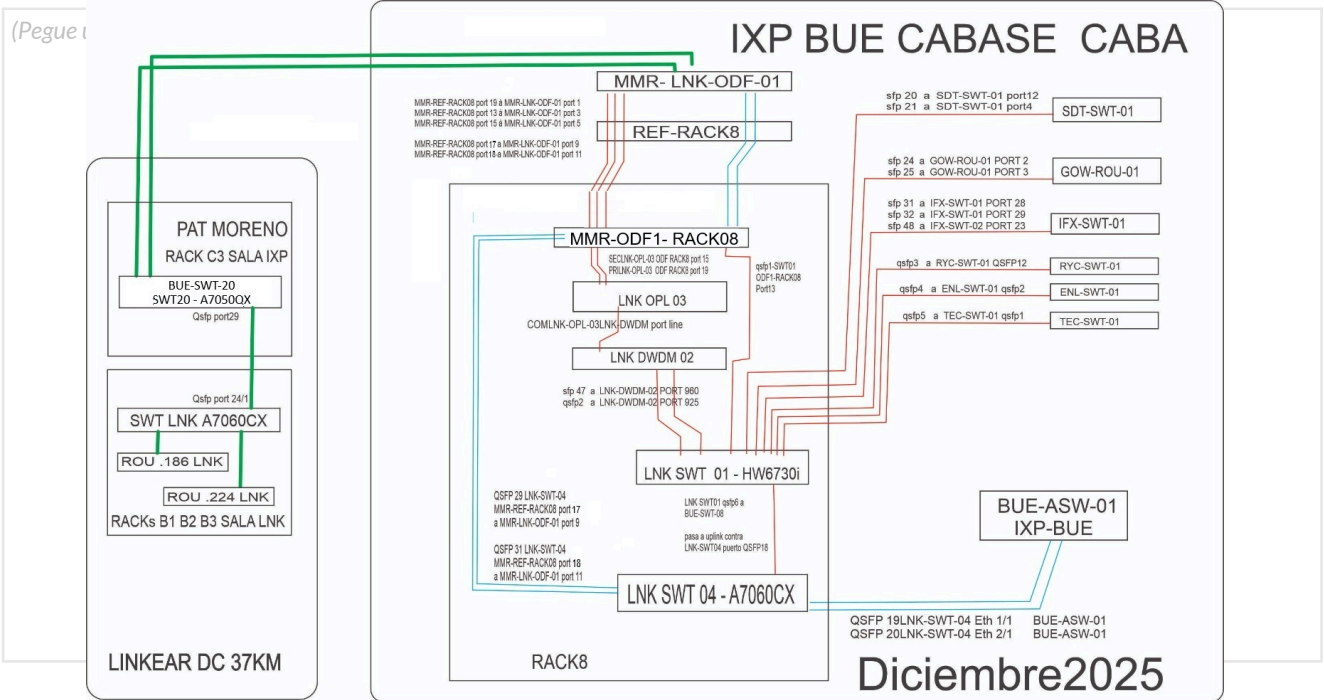 (Pegue
IXP BUE CABASE CABA
MMR- LNK-ODF-01
MMR-REF-RACK08 port 19 à MMR-LNK-ODF-01 port 1
MMR-REF-RACK08 port 13 à MMR-LNK-ODF-01 port 3
MMR-REF-RACK08 port 15 à MMR-LNK-ODF-01 port 5
MMR-REF-RACK08 port 17 a MMR-LNK-ODF-01 port 9
MMR-REF-RACK08 port 18-a MMR-LNK-ODF-01 port 11
REF-RACK8
sfp 20 a SDT-SWT-01 port12
sfp 21 a SDT-SWT-01 port4
SDT-SWT-01
sfp 24 a GOW-ROU-01 PORT 2
sfp 25 a GOW-ROU-01 PORT 3
GOW-ROU-01
sfp 31 a IFX-SWT-01 PORT 28
sfp 32 a IFX-SWT-01 PORT 29
sfp 48 a IFX-SWT-02 PORT 23
IFX-SWT-01
qsfp3 a RYC-SWT-01 QSFP12
RYC-SWT-01
qsfp4 a ENL-SWT-01 qsfp2
ENL-SWT-01
qsfp5 a TEC-SWT-01 qsfp1
TEC-SWT-01
PAT MORENO
RACK C3 SALA IXP
BUE-SWT-20
SWT20 - A7050QX
Qsfp port29
Qsfp port 24/1
SWT LNK A7060CX
ROU .186 LNK
ROU .224 LNK
RACKs B1 B2 B3 SALA LNK
LINKEAR DC 37KM
MMR-ODF1- RACK08
SECLNK-OPL-03 ODF RACK8 port 15
PRILNK-OPL-03 ODF RACK8 port 19
qsfp1-SWT01
ODF1-RACK08
Port13
LNK OPL 03
COMLNK-OPL-03LNK-DWDM port line
LNK DWDM 02
sfp 47 a LNK-DWDM-02 PORT 960
qsfp2 a LNK-DWDM-02 PORT 925
LNK SWT 01 - HW6730i
QSFP 29 LNK-SWT-04
MMR-REF-RACK08 port 17
a MMR-LNK-ODF-01 port 9
QSFP 31 LNK-SWT-04
MMR-REF-RACK08 port 18
a MMR-LNK-ODF-01 port 11
LNK SWT01 qsfp6 a
BUE-SWT-08
pasa a uplink contra
LNK-SWT04 puerto QSFP18
LNK SWT 04 - A7060CX
RACK8
BUE-ASW-01
IXP-BUE
QSFP 19LNK-SWT-04 Eth 1/1 BUE-ASW-01
QSFP 20LNK-SWT-04 Eth 2/1 BUE-ASW-01
Diciembre2025